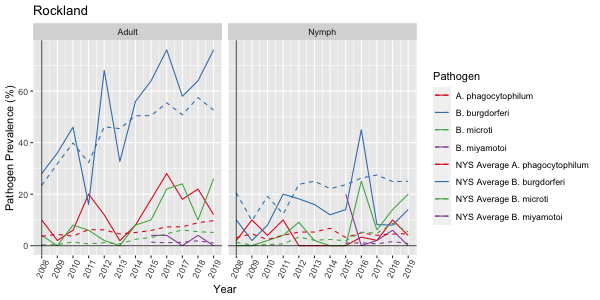 Rockland
Adult
Nymph
Pathogen Prevalence (%)
60
40
20
0
2008 2009 2010 2011 2012 2013 2014 2015 2016 2017 2018 2019
2008 2009 2010 2011 2012 2013 2014 2015 2016 2017 2018 2019
Year
Pathogen
A. phagocytophilum
B. burgdorferi
B. microti
B. miyamotoi
NYS Average A. phagocytophilum
NYS Average B. burgdorferi
NYS Average B. microti
NYS Average B. miyamotoi